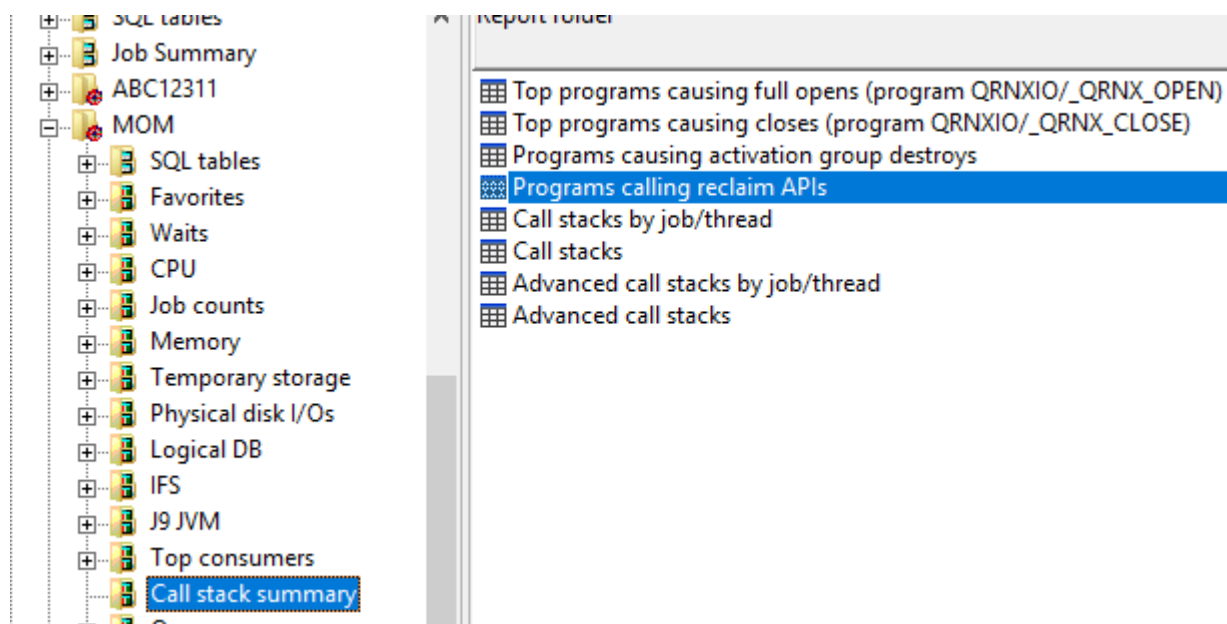 SQL tables
Job Summary
ABC12311
MOM
SQL tables
Favorites
Waits
CPU
Job counts
Memory
Temporary storage
Physical disk I/Os
Logical DB
IFS
J9 JVM
Top consumers
Call stack summary
Report folder
Top programs causing full opens (program QRNXIO/_QRNX_OPEN)
Top programs causing closes (program QRNXIO/_QRNX_CLOSE)
Programs causing activation group destroys
Programs calling reclaim APIs
Call stacks by job/thread
Call stacks
Advanced call stacks by job/thread
Advanced call stacks